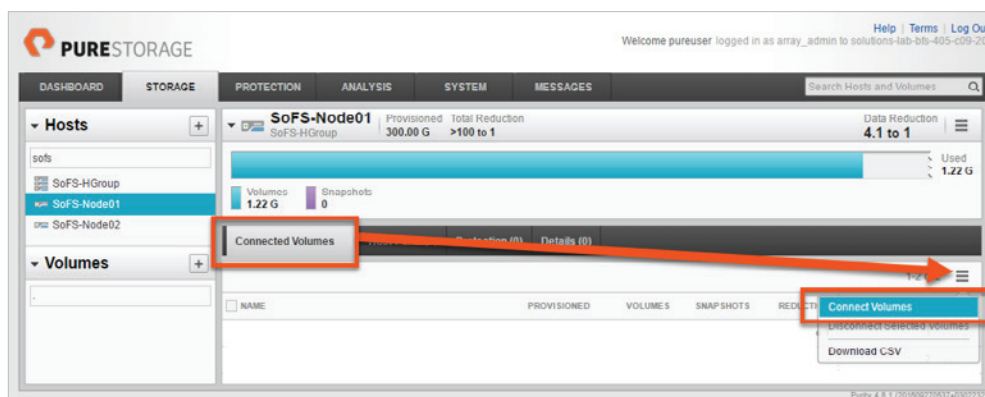 Help | Terms | Log Ou
PURESTORAGE
Welcome pureuser logged in as array_admin to solutions-lab-bfs-405-c09-20
DASHBOARD STORAGE PROTECTION ANALYSIS SYSTEM MESSAGES Search Hosts and Volumes
Hosts +
sofs
SoFS-HGroup
SoFS-Node01
SoFS-Node02
Volumes +
SoFS-Node01 Provisioned Total Reduction Data Reduction
SoFS-HGroup 300.00 G >100 to 1 4.1 to 1
Used
1.22 G
Volumes Snapshots
1.22 G 0
Connected Volumes (0) Details (0)
NAME PROVISIONED VOLUMES SNAPSHOTS
Connect Volumes
Disconnect Selected Volumes
Download CSV